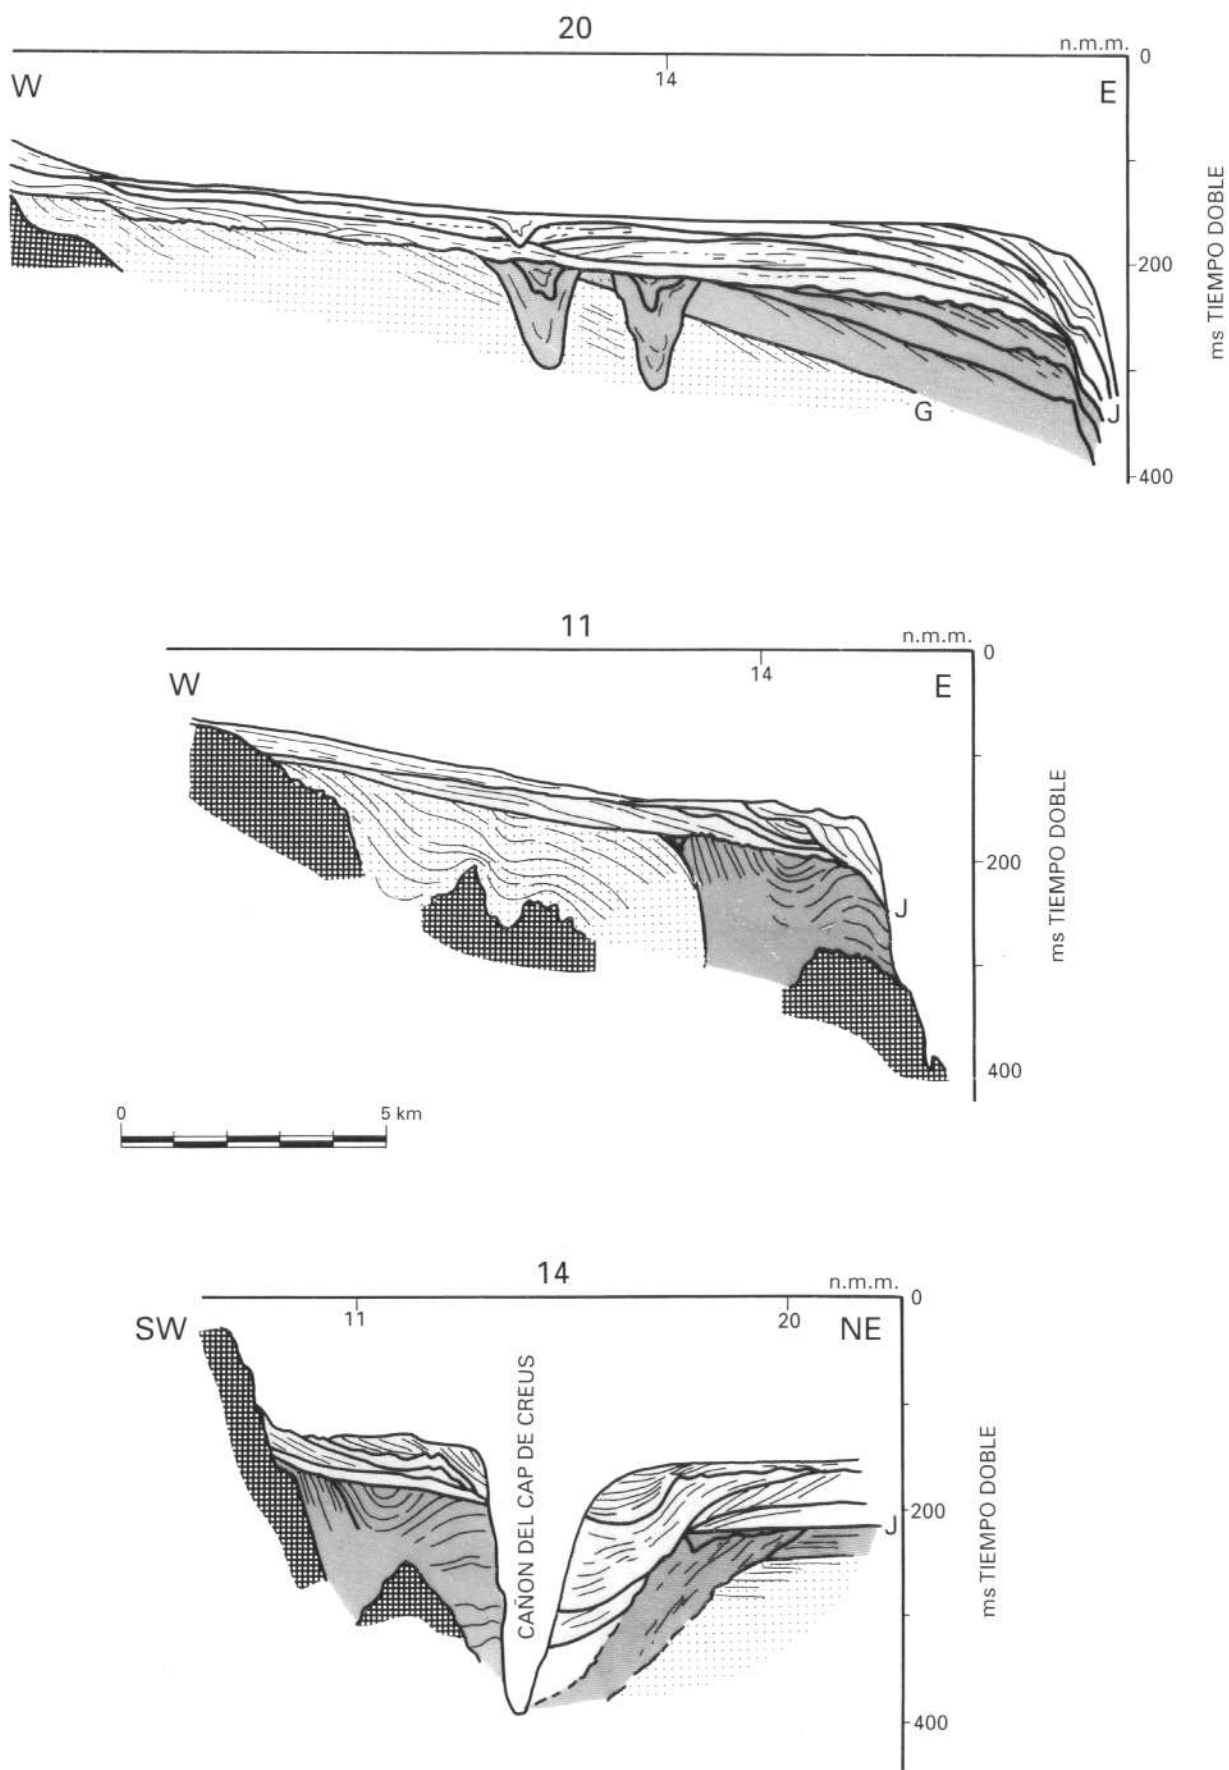 20
n.m.m.
0
14
W
E
200
400
ms TIEMPO DOBLE
G
J
11
n.m.m.
0
14
W
E
200
400
ms TIEMPO DOBLE
J
0
5 km
14
n.m.m.
0
11
20
SW
NE
CAÑON DEL CAP DE CREUS
200
400
ms TIEMPO DOBLE
J